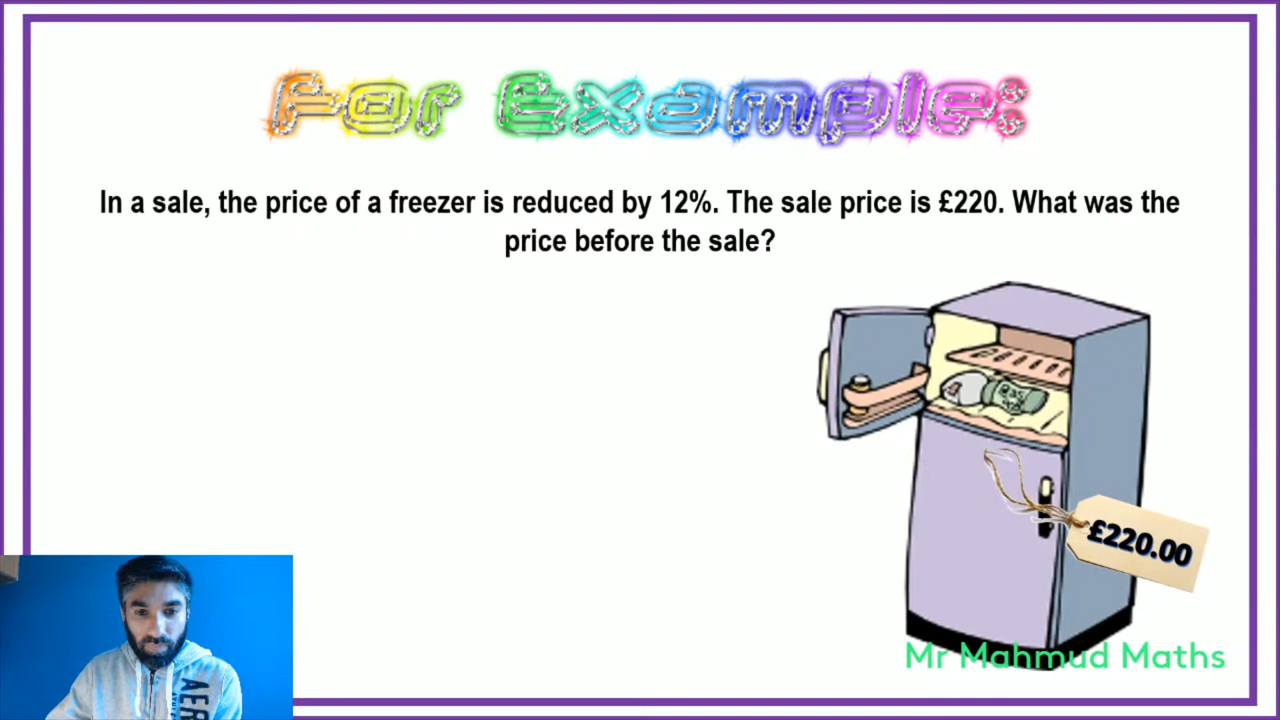 For Example:
In a sale, the price of a freezer is reduced by 12%. The sale price is £220. What was the
price before the sale?
£220.00
Mr Mahmud Maths